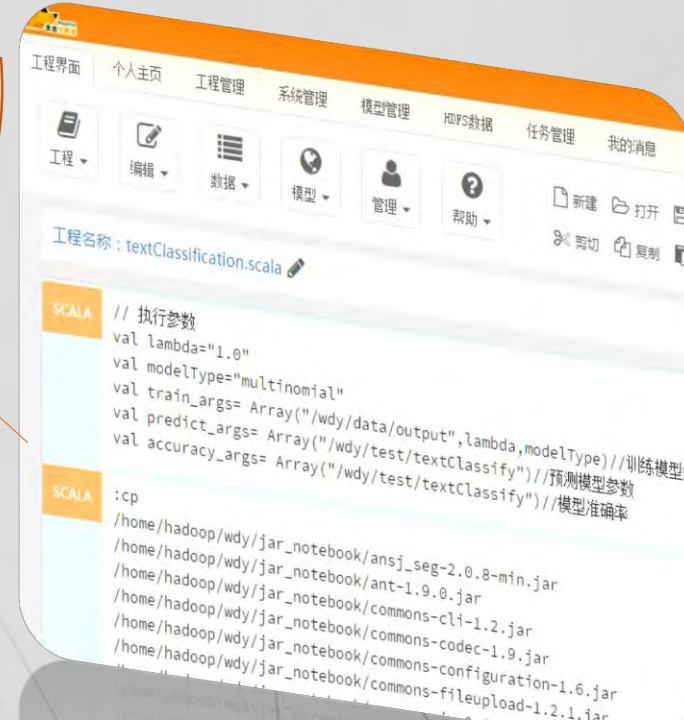 工程界面 个人主页 工程管理 系统管理 模型管理 HDFS数据 任务管理 我的消息
工程 编辑 数据 模型 管理 帮助 新建 打开
剪切 复制
工程名称：textClassification.scala
SCALA
// 执行参数
val lambda="1.0"
val modelType="multinomial"
val train_args= Array("/wdy/data/output",lambda,modelType)//训练模型
val predict_args= Array("/wdy/test/textClassify")//预测模型参数
val accuracy_args= Array("/wdy/test/textClassify")//模型准确率
SCALA
:cp
/home/hadoop/wdy/jar_notebook/ansj_seg-2.0.8-min.jar
/home/hadoop/wdy/jar_notebook/ant-1.9.0.jar
/home/hadoop/wdy/jar_notebook/commons-cli-1.2.jar
/home/hadoop/wdy/jar_notebook/commons-codec-1.9.jar
/home/hadoop/wdy/jar_notebook/commons-configuration-1.6.jar
/home/hadoop/wdy/jar_notebook/commons-fileupload-1.2.1.jar